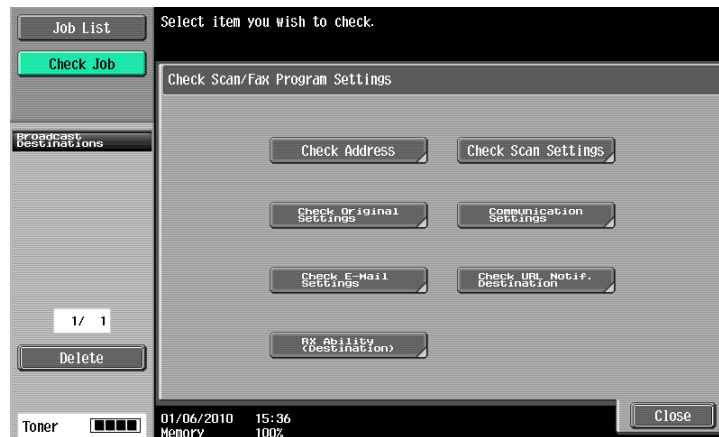 Job List
Select item you wish to check.
Check Job
Check Scan/Fax Program Settings
Broadcast
Destinations
Check Address
Check Scan Settings
Check Original
Settings
Communication
Settings
Check E-Mail
Settings
Check URL Notif.
Destination
1/ 1
RX Ability
(Destination)
Delete
Close
Toner
01/06/2010 15:36
Memory 100%